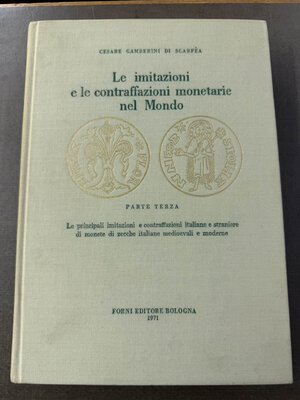 CESARE GAMBERINI DI SCARFÈA
Le imitazioni
e le contraffazioni monetarie
nel Mondo
PARTE TERZA
Le principali imitazioni e contraffazioni italiane e straniere
di monete di zecche italiane medioevali e moderne
FORNI EDITORE BOLOGNA
1971